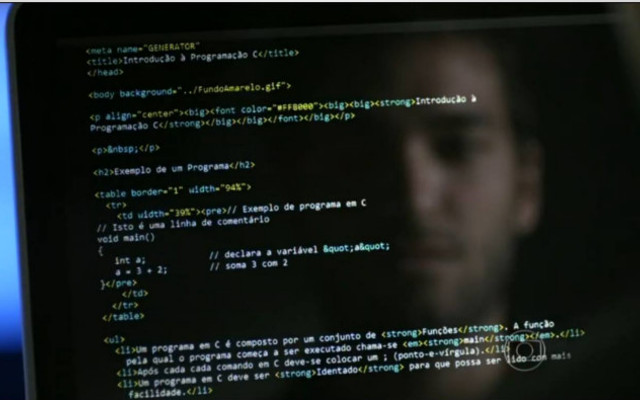 <meta name="GENERATOR"
<title>Introdução à Programação C</title>
</head>
<body background="../FundoAmarelo.gif">
<p align="center"><big><font color="#FF8000"><big><big><strong>Introdução à
Programação C</strong></big></big></font></big></p>
<p>&nbsp;</p>
<h2>Exemplo de um Programa</h2>
<table border="1" width="94%">
<tr>
<td width="39%"><pre>// Exemplo de programa em C
// Isto é uma linha de comentário
void main()
{
int a; // declara a variável &quot;a&quot;
a = 3 + 2; // soma 3 com 2
}</pre>
</td>
</tr>
</table>
<ul>
<li>Um programa em C é composto por um conjunto de <strong>Funções</strong>. A função
pela qual o programa começa a ser executado chama-se <em><strong>main</strong></em>.</li>
<li>Após cada cada comando em C deve-se colocar um ; (ponto-e-vírgula).</li>
<li>Um programa em C deve ser <strong>Identado</strong> para que possa ser lido com mais
facilidade.</li>